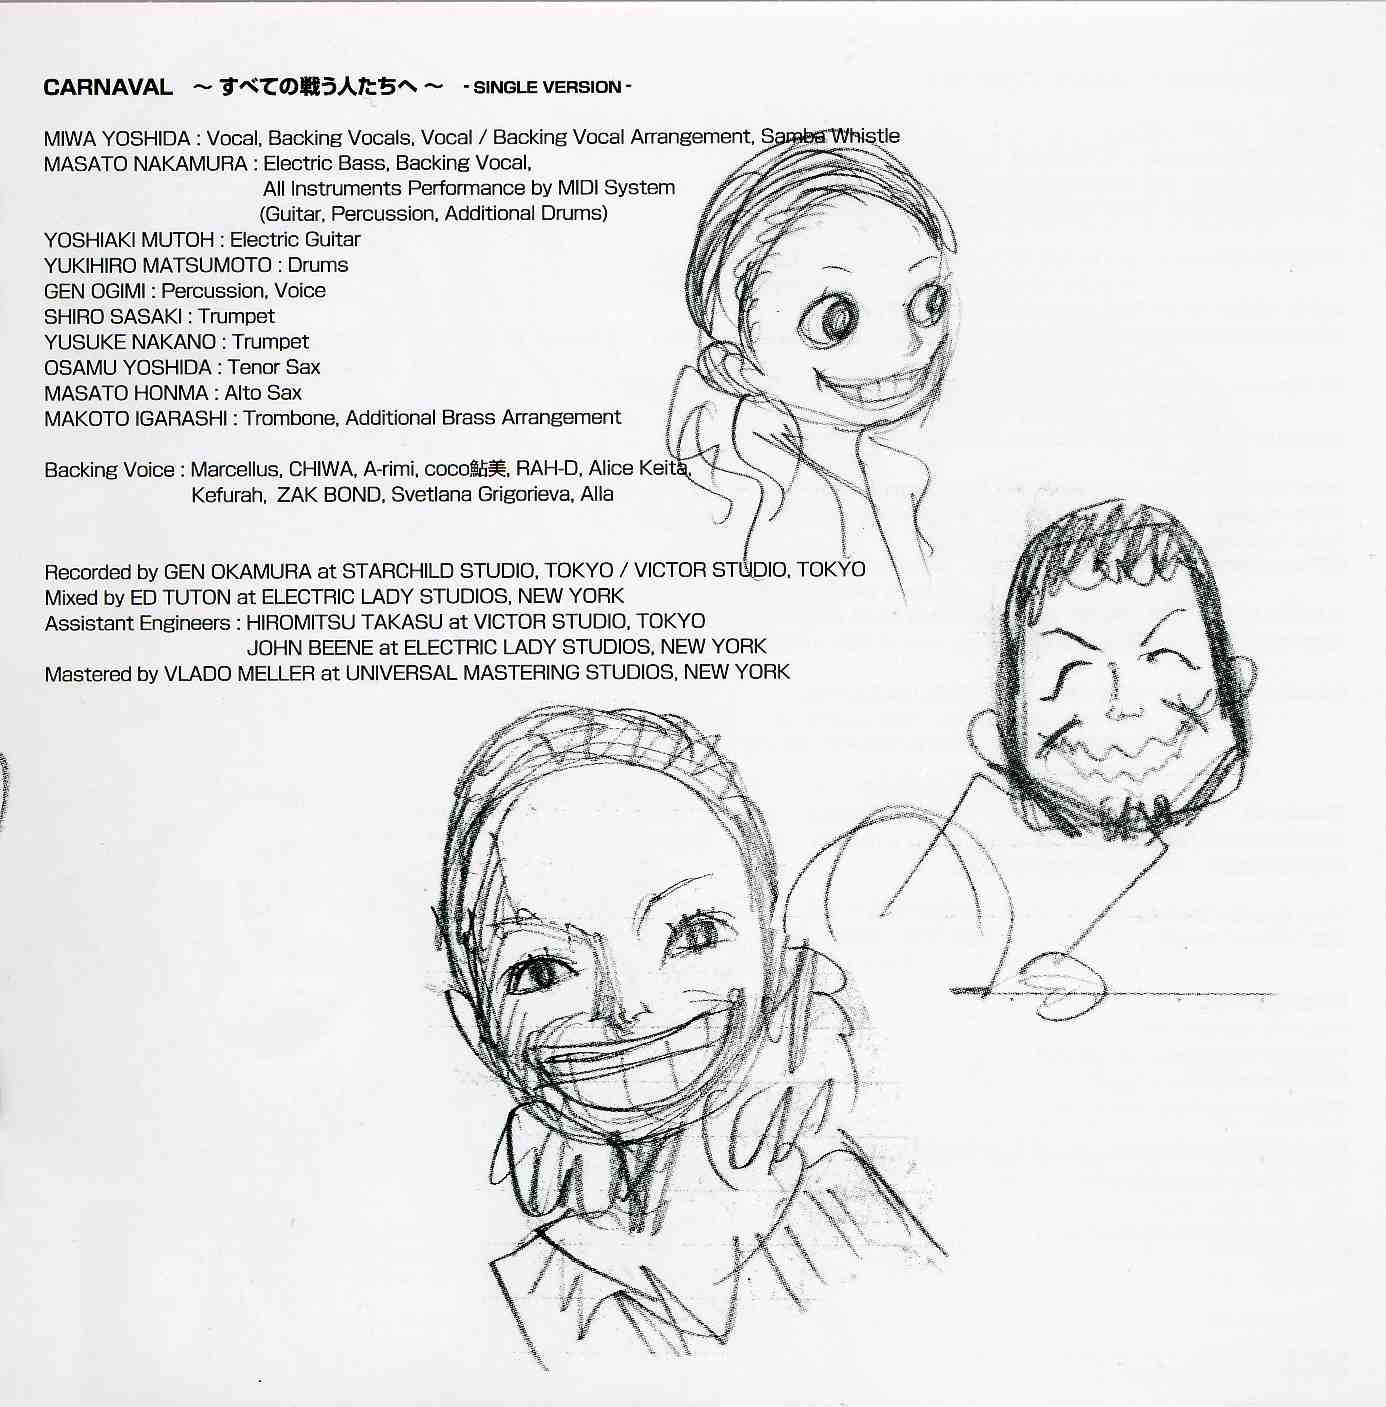 CARNAVAL ～ すべての戦う人たちへ ～ - SINGLE VERSION -
MIWA YOSHIDA : Vocal, Backing Vocals, Vocal / Backing Vocal Arrangement, Samba Whistle
MASATO NAKAMURA : Electric Bass, Backing Vocal,
All Instruments Performance by MIDI System
(Guitar, Percussion, Additional Drums)
YOSHIAKI MUTOH : Electric Guitar
YUKIHIRO MATSUMOTO : Drums
GEN OGIMI : Percussion, Voice
SHIRO SASAKI : Trumpet
YUSUKE NAKANO : Trumpet
OSAMU YOSHIDA : Tenor Sax
MASATO HONMA : Alto Sax
MAKOTO IGARASHI : Trombone, Additional Brass Arrangement
Backing Voice : Marcellus, CHIWA, A-rimi, coco鮎美, RAH-D, Alice Keita,
Kefurah, ZAK BOND, Svetlana Grigorieva, Alla
Recorded by GEN OKAMURA at STARCHILD STUDIO, TOKYO / VICTOR STUDIO, TOKYO
Mixed by ED TUTON at ELECTRIC LADY STUDIOS, NEW YORK
Assistant Engineers : HIROMITSU TAKASU at VICTOR STUDIO, TOKYO
JOHN BEENE at ELECTRIC LADY STUDIOS, NEW YORK
Mastered by VLADO MELLER at UNIVERSAL MASTERING STUDIOS, NEW YORK